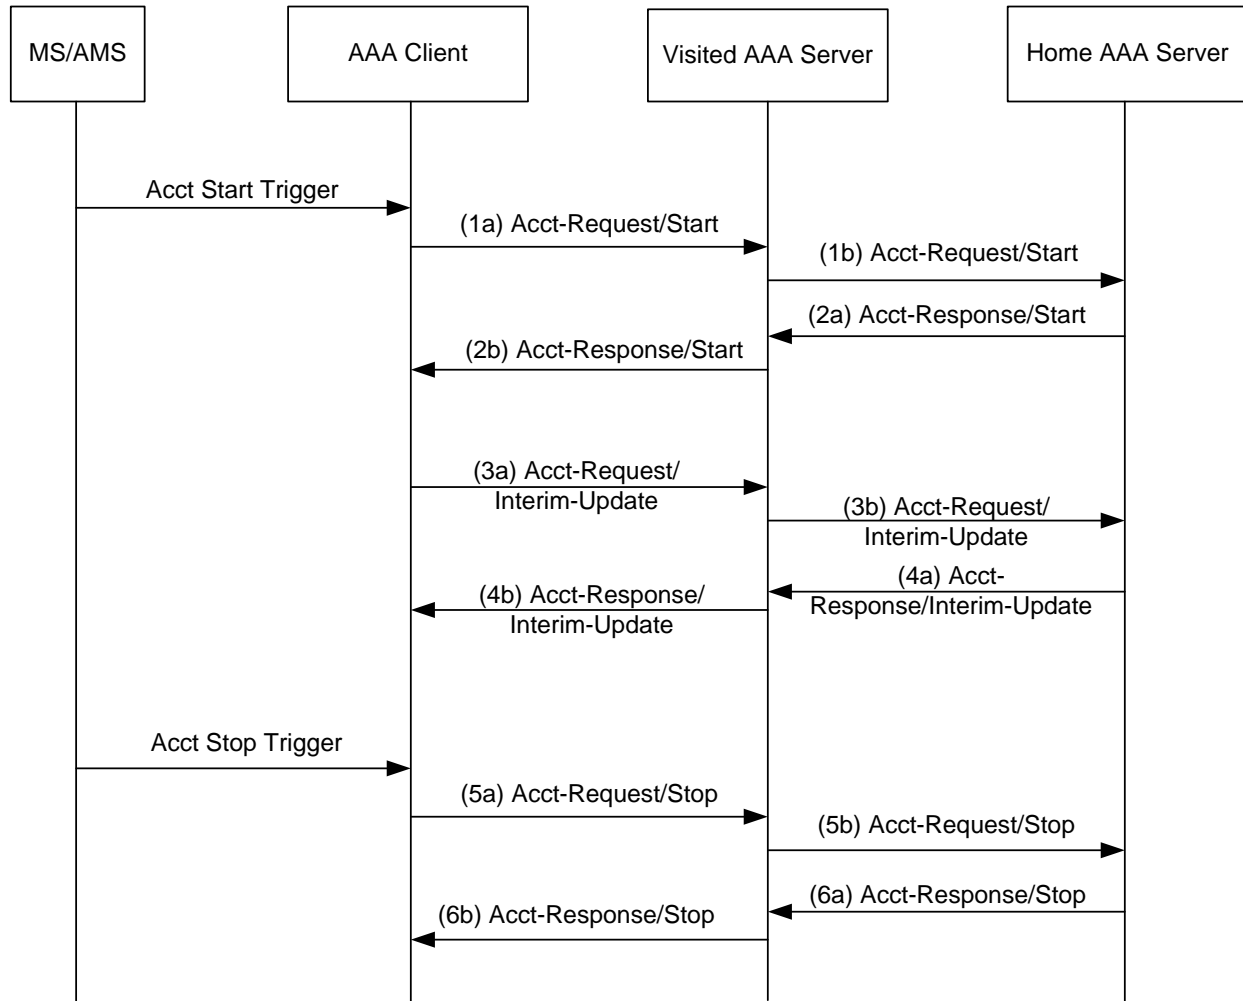 MS/AMS
AAA Client
Visited AAA Server
Home AAA Server
Acct Start Trigger
(1a) Acct-Request/Start
(1b) Acct-Request/Start
(2a) Acct-Response/Start
(2b) Acct-Response/Start
(3a) Acct-Request/
Interim-Update
(3b) Acct-Request/
Interim-Update
(4a) Acct-
Response/Interim-Update
(4b) Acct-Response/
Interim-Update
Acct Stop Trigger
(5a) Acct-Request/Stop
(5b) Acct-Request/Stop
(6a) Acct-Response/Stop
(6b) Acct-Response/Stop